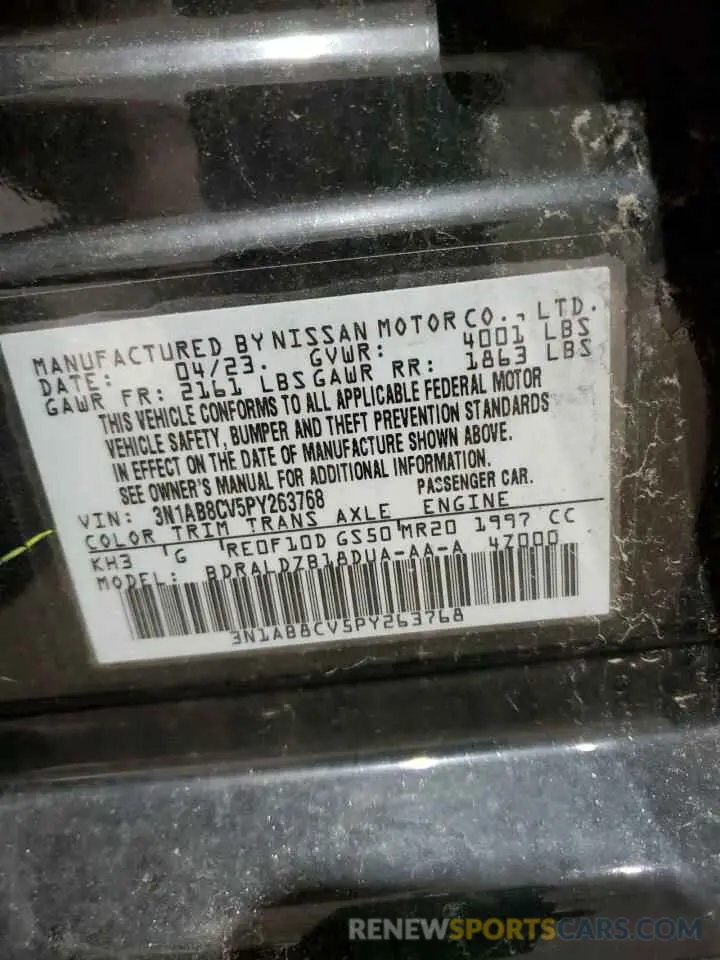 MANUFACTURED BY NISSAN MOTOR CO., LTD.
DATE: 04/23. GVWR: 4001 LBS
GAWR FR: 2161 LBS GAWR RR: 1863 LBS
THIS VEHICLE CONFORMS TO ALL APPLICABLE FEDERAL MOTOR
VEHICLE SAFETY, BUMPER AND THEFT PREVENTION STANDARDS
IN EFFECT ON THE DATE OF MANUFACTURE SHOWN ABOVE.
SEE OWNER'S MANUAL FOR ADDITIONAL INFORMATION.
VIN: 3N1AB8CV5PY263768 PASSENGER CAR.
COLOR TRIM TRANS AXLE ENGINE
KH3 G RE0F10D GS50 MR20 1997 CC
MODEL: BDRALDZB18DUA-AA-A 4Z000
3N1AB8CV5PY263768
RENEWSPORTSCARS.COM